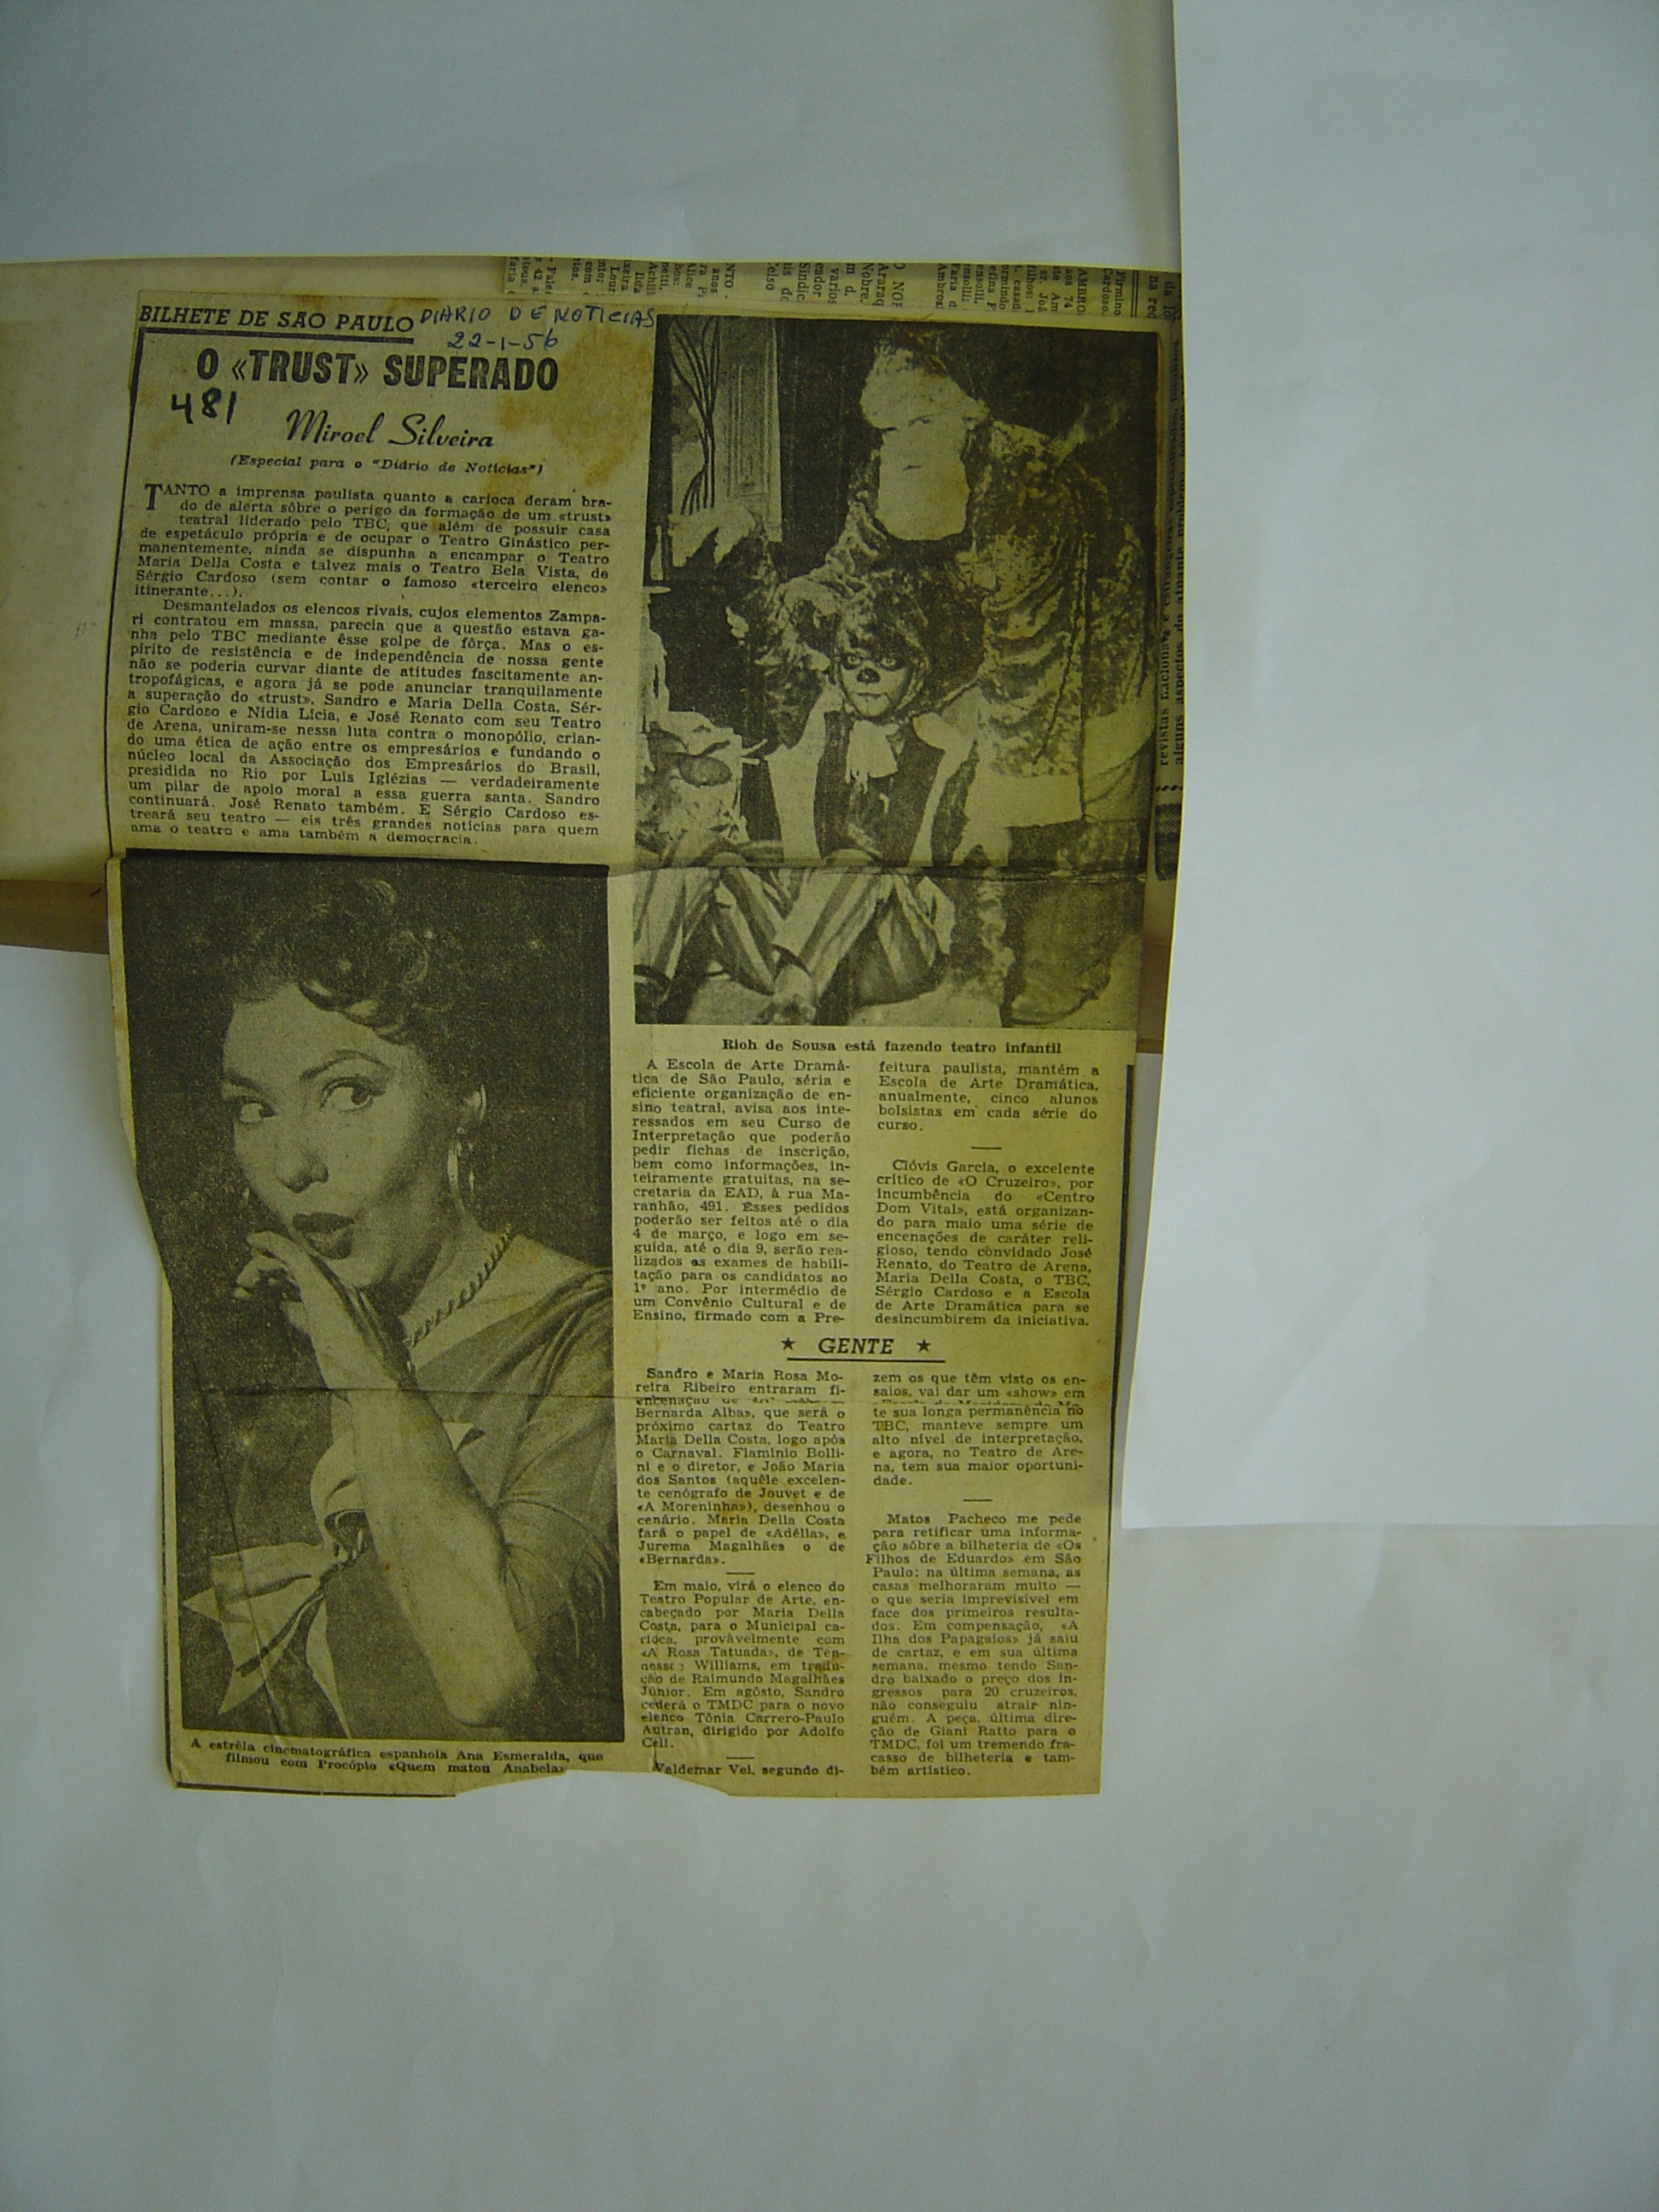 BILHETE DE SAO PAULO
DIARIO DE NOTICIAS
22-1-56
O «TRUST» SUPERADO
481
Miroel Silveira
(Especial para o "Diário de Notícias")
TANTO a imprensa paulista quanto a carioca deram bra-
do de alerta sôbre o perigo da formação de um «trust»
teatral liderado pelo TBC, que além de possuir casa
de espetáculo própria e de ocupar o Teatro Ginástico per-
manentemente, ainda se dispunha a encampar o Teatro
Maria Della Costa e talvez mais o Teatro Bela Vista, de
Sérgio Cardoso (sem contar o famoso «terceiro elenco»
itinerante...).
Desmantelados os elencos rivais, cujos elementos Zampa-
ri contratou em massa, parecia que a questão estava ga-
nha pelo TBC mediante êsse golpe de fôrça. Mas o es-
pírito de resistência e de independência de nossa gente
não se poderia curvar diante de atitudes fascitamente an-
tropofágicas, e agora já se pode anunciar tranquilamente
a superação do «trust». Sandro e Maria Della Costa, Sér-
gio Cardoso e Nídia Lícia, e José Renato com seu Teatro
de Arena, uniram-se nessa luta contra o monopólio, crian-
do uma ética de ação entre os empresários e fundando o
núcleo local da Associação dos Empresários do Brasil,
presidida no Rio por Luís Iglézias — verdadeiramente
um pilar de apoio moral a essa guerra santa. Sandro
continuará. José Renato também. E Sérgio Cardoso es-
treará seu teatro — eis três grandes notícias para quem
ama o teatro e ama também a democracia.
A estrêla cinematográfica espanhola Ana Esmeralda, que
filmou com Procópio «Quem matou Anabela»
Rioh de Sousa está fazendo teatro infantil
A Escola de Arte Dramá-
tica de São Paulo, séria e
eficiente organização de en-
sino teatral, avisa aos inte-
ressados em seu Curso de
Interpretação que poderão
pedir fichas de inscrição,
bem como informações, in-
teiramente gratuitas, na se-
cretaria da EAD, à rua Ma-
ranhão, 491. Esses pedidos
poderão ser feitos até o dia
4 de março, e logo em se-
guida, até o dia 9, serão rea-
lizados os exames de habili-
tação para os candidatos ao
1º ano. Por intermédio de
um Convênio Cultural e de
Ensino, firmado com a Pre-
feitura paulista, mantém a
Escola de Arte Dramática,
anualmente, cinco alunos
bolsistas em cada série do
curso.
Clóvis Garcia, o excelente
crítico de «O Cruzeiro», por
incumbência do «Centro
Dom Vital», está organizan-
do para maio uma série de
encenações de caráter reli-
gioso, tendo convidado José
Renato, do Teatro de Arena,
Maria Della Costa, o TBC,
Sérgio Cardoso e a Escola
de Arte Dramática para se
desincumbirem da iniciativa.
★ GENTE ★
Sandro e Maria Rosa Mo-
reira Ribeiro entraram fi-
encenação
Bernarda Alba», que será o
próximo cartaz do Teatro
Maria Della Costa, logo após
o Carnaval. Flaminio Bolli-
ni e o diretor, e João Maria
dos Santos (aquêle excelen-
te cenógrafo de Jouvet e de
«A Moreninha»), desenhou o
cenário. Maria Della Costa
fará o papel de «Adélia», e
Jurema Magalhães o de
«Bernarda».
Em maio, virá o elenco do
Teatro Popular de Arte, en-
cabeçado por Maria Della
Costa, para o Municipal ca-
rioca, provàvelmente com
«A Rosa Tatuada», de Ten-
nesse Williams, em tradu-
ção de Raimundo Magalhães
Júnior. Em agôsto, Sandro
cederá o TMDC para o novo
elenco Tônia Carrero-Paulo
Autran, dirigido por Adolfo
Celi.
Valdemar Vei, segundo di-
zem os que têm visto os en-
saios, vai dar um «show» em
te sua longa permanência no
TBC, manteve sempre um
alto nível de interpretação,
e agora, no Teatro de Are-
na, tem sua maior oportuni-
dade.
Matos Pacheco me pede
para retificar uma informa-
ção sôbre a bilheteria de «Os
Filhos de Eduardo» em São
Paulo: na última semana, as
casas melhoraram muito —
o que seria imprevisível em
face dos primeiros resulta-
dos. Em compensação, «A
Ilha dos Papagaios» já saiu
de cartaz, e em sua última
semana, mesmo tendo San-
dro baixado o preço dos in-
gressos para 20 cruzeiros,
não conseguiu atrair nin-
guém. A peça, última dire-
ção de Giani Ratto para o
TMDC, foi um tremendo fra-
casso de bilheteria e tam-
bém artístico.